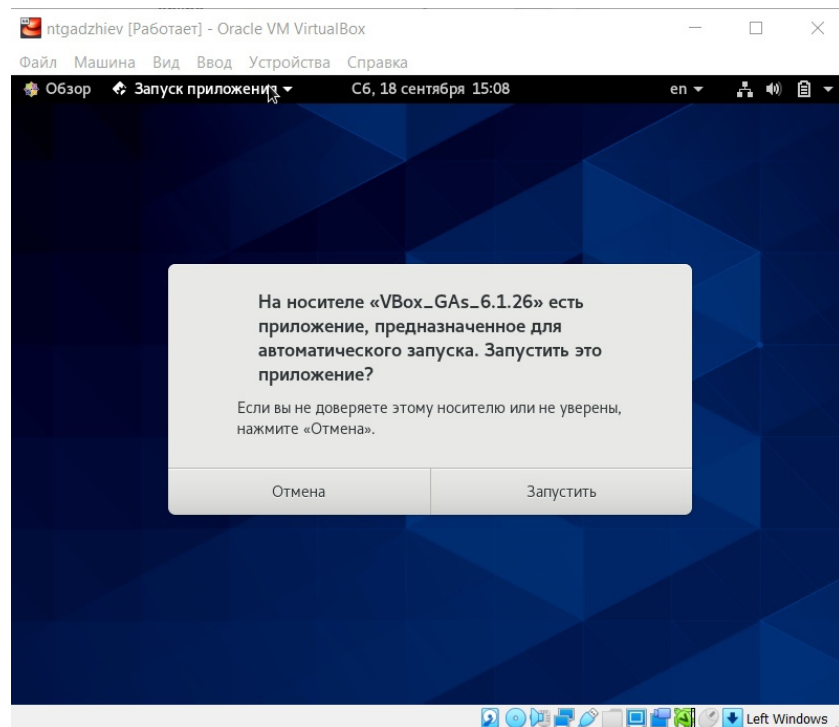 ntgadzhiev [Работает] - Oracle VM VirtualBox
Файл Машина Вид Ввод Устройства Справка
Обзор Запуск приложения Сб, 18 сентября 15:08 en
На носителе «VBox_GAs_6.1.26» есть
приложение, предназначенное для
автоматического запуска. Запустить это
приложение?
Если вы не доверяете этому носителю или не уверены,
нажмите «Отмена».
Отмена Запустить
Left Windows